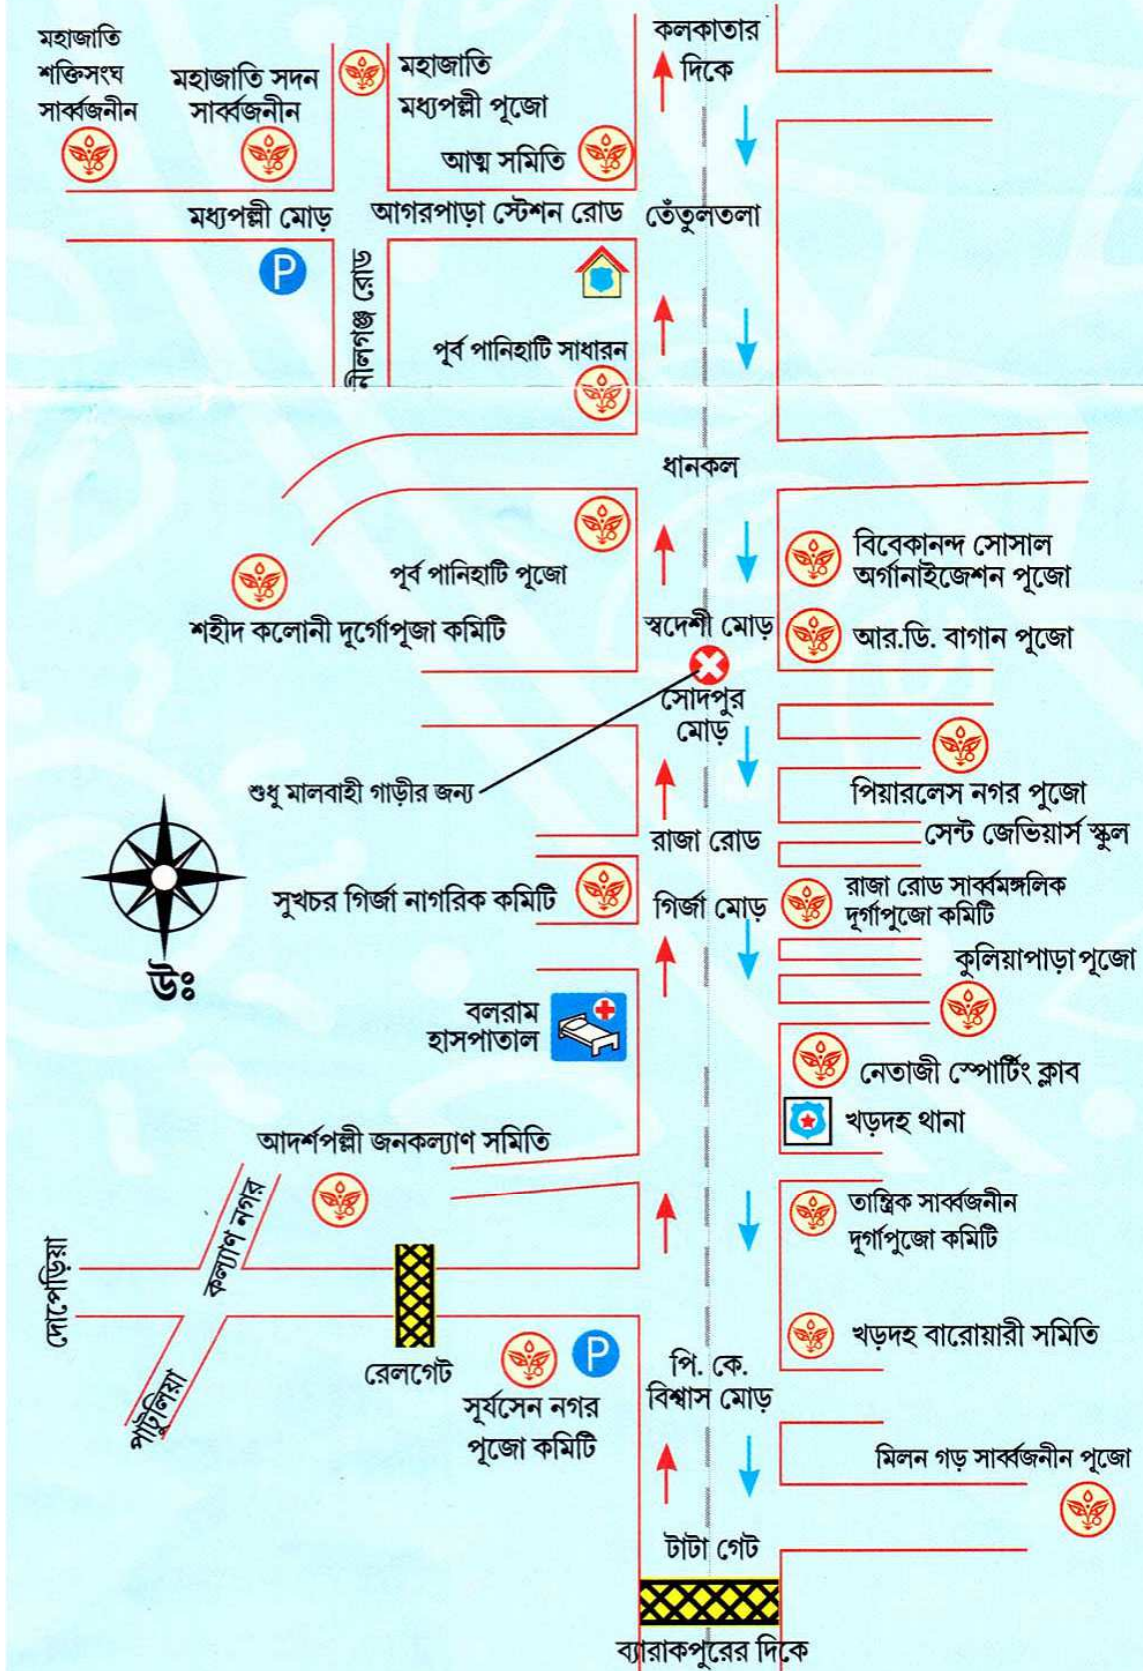 মহাজাতি
শক্তিসংঘ
সার্ব্বজনীন
মহাজাতি সদন
সার্ব্বজনীন
মহাজাতি
মধ্যপল্লী পূজো
আত্ম সমিতি
কলকাতার
দিকে
মধ্যপল্লী মোড়
আগরপাড়া স্টেশন রোড
তেঁতুলতলা
P
নীলগঞ্জ রোড
পূর্ব পানিহাটি সাধারন
ধানকল
পূর্ব পানিহাটি পূজো
শহীদ কলোনী দুর্গোপূজা কমিটি
বিবেকানন্দ সোসাল
অর্গানাইজেশন পূজো
স্বদেশী মোড়
আর.ডি. বাগান পূজো
সোদপুর
মোড়
শুধু মালবাহী গাড়ীর জন্য
পিয়ারলেস নগর পূজো
রাজা রোড
সেন্ট জেভিয়ার্স স্কুল
সুখচর গির্জা নাগরিক কমিটি
গির্জা মোড়
রাজা রোড সার্ব্বমঙ্গলিক
দূর্গাপুজো কমিটি
কুলিয়াপাড়া পূজো
উঃ
বলরাম
হাসপাতাল
নেতাজী স্পোর্টিং ক্লাব
খড়দহ থানা
আদর্শপল্লী জনকল্যাণ সমিতি
কল্যাণ নগর
তান্ত্রিক সার্ব্বজনীন
দূর্গাপুজো কমিটি
দোপেড়িয়া
খড়দহ বারোয়ারী সমিতি
রেলগেট
P
পাটুলিয়া
সূর্যসেন নগর
পূজো কমিটি
পি. কে.
বিশ্বাস মোড়
মিলন গড় সার্ব্বজনীন পূজো
টাটা গেট
ব্যারাকপুরের দিকে